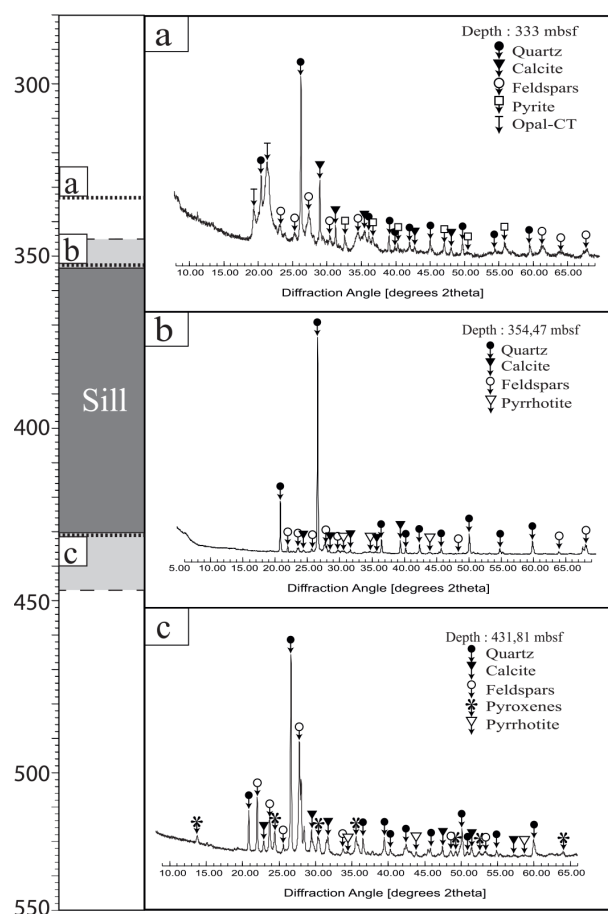 300
350
400
450
500
550
a
b
Sill
c
a
Depth : 333 mbsf
Quartz
Calcite
Feldspars
Pyrite
Opal-CT
10.00 15.00 20.00 25.00 30.00 35.00 40.00 45.00 50.00 55.00 60.00 65.00
Diffraction Angle [degrees 2theta]
b
Depth : 354,47 mbsf
Quartz
Calcite
Feldspars
Pyrrhotite
5.00 10.00 15.00 20.00 25.00 30.00 35.00 40.00 45.00 50.00 55.00 60.00 65.00
Diffraction Angle [degrees 2theta]
c
Depth : 431,81 mbsf
Quartz
Calcite
Feldspars
Pyroxenes
Pyrrhotite
10.00 15.00 20.00 25.00 30.00 35.00 40.00 45.00 50.00 55.00 60.00 65.00
Diffraction Angle [degrees 2theta]